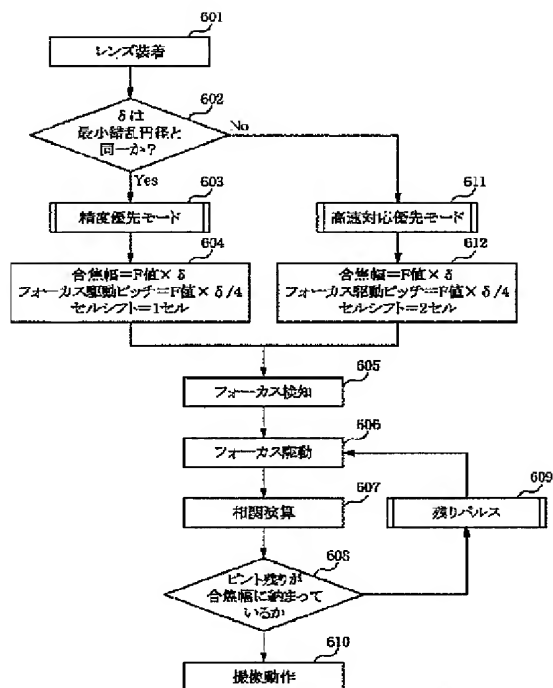 601
レンズ装着
602
δは
最小錯乱円径と
同一か?
No
Yes
603
精度優先モード
611
高速対応優先モード
604
合焦幅=F値×δ
フォーカス駆動ピッチ=F値×δ/4
セルシフト=1セル
612
合焦幅=F値×δ
フォーカス駆動ピッチ=F値×δ/4
セルシフト=2セル
605
フォーカス検知
606
フォーカス駆動
607
相関演算
609
残りパルス
608
ピント残りが
合焦幅に納まって
いるか
610
撮像動作